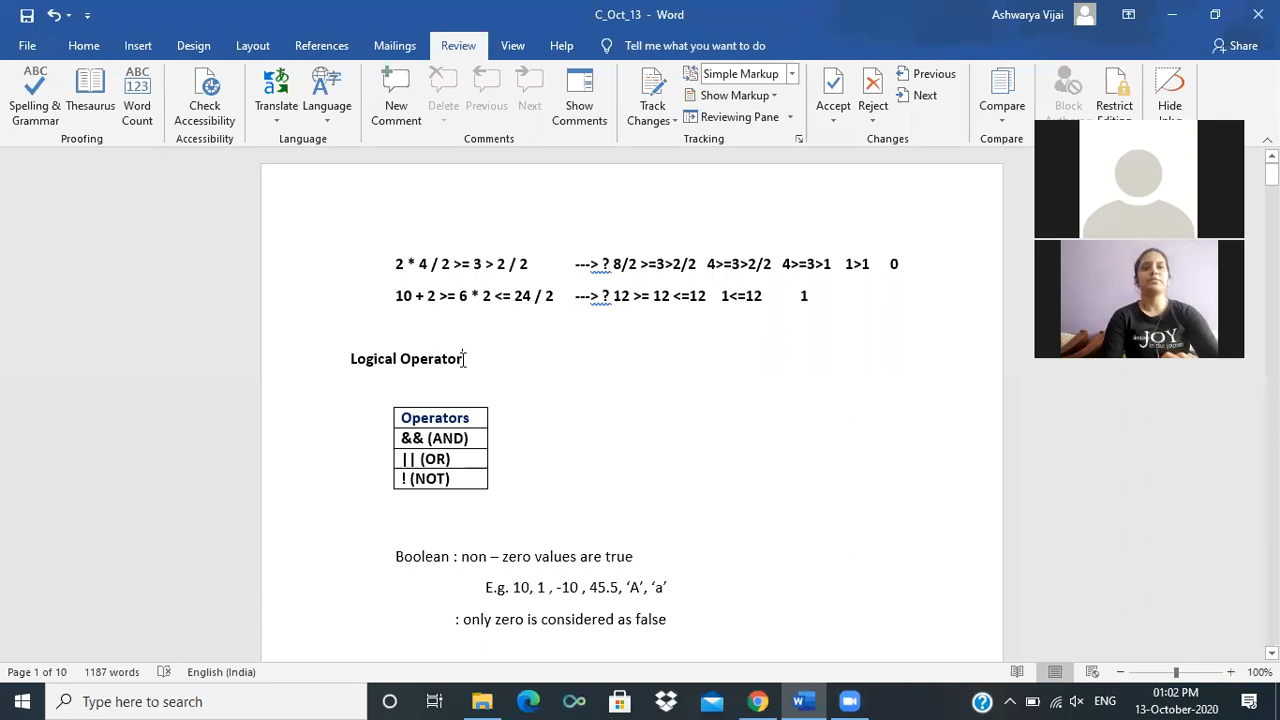 C_Oct_13 - Word
Ashwarya Vijai
File Home Insert Design Layout References Mailings Review View Help Tell me what you want to do Share
Spelling & Grammar
Thesaurus
Word Count
Check Accessibility
Translate
Language
New Comment
Delete
Previous
Next
Show Comments
Track Changes
Simple Markup
Show Markup
Reviewing Pane
Accept
Reject
Previous
Next
Compare
Block
Restrict
Hide
Proofing Accessibility Language Comments Tracking Changes Compare
2 * 4 / 2 >= 3 > 2 / 2 ---> ? 8/2 >=3>2/2 4>=3>2/2 4>=3>1 1>1 0
10 + 2 >= 6 * 2 <= 24 / 2 ---> ? 12 >= 12 <=12 1<=12 1
Logical Operator
Operators
&& (AND)
|| (OR)
! (NOT)
Boolean : non – zero values are true
E.g. 10, 1 , -10 , 45.5, ‘A’, ‘a’
: only zero is considered as false
JOY
Page 1 of 10 1187 words English (India) 100%
Type here to search
ENG
01:02 PM
13-October-2020